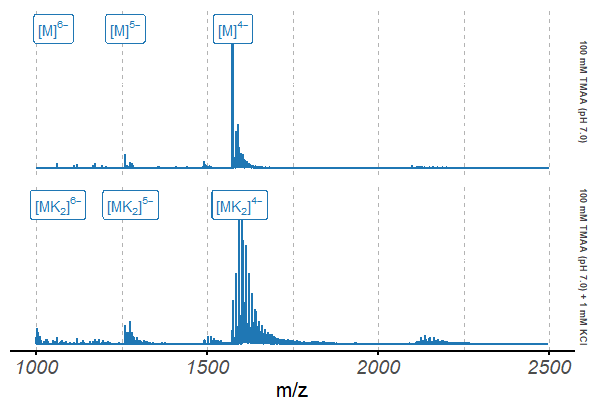 [M]⁶⁻ [M]⁵⁻ [M]⁴⁻
100 mM TMAA (pH 7.0)
[MK₂]⁶⁻ [MK₂]⁵⁻ [MK₂]⁴⁻
100 mM TMAA (pH 7.0) + 1 mM KCl
1000 1500 2000 2500
m/z